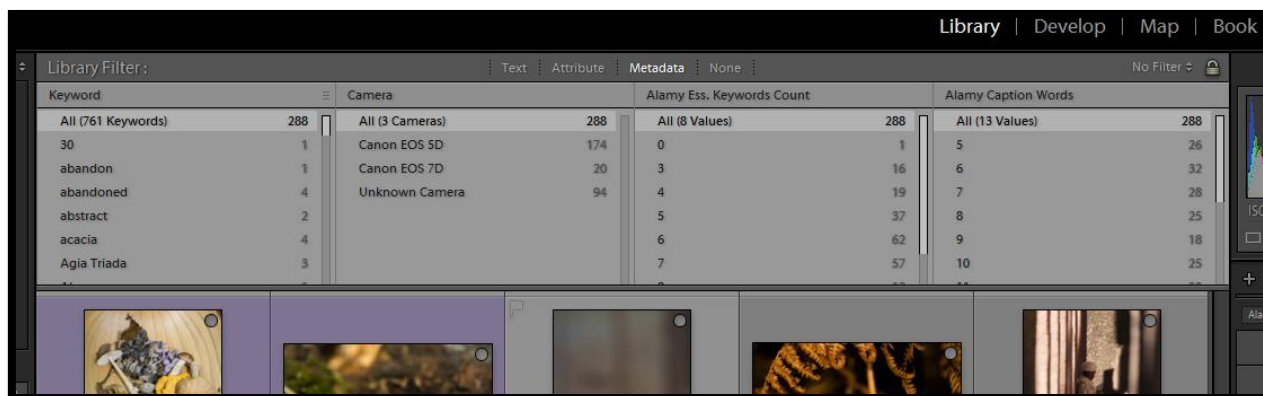 Library | Develop | Map | Book
Library Filter : Text Attribute Metadata None No Filter
Keyword Camera Alamy Ess. Keywords Count Alamy Caption Words
All (761 Keywords) 288 All (3 Cameras) 288 All (8 Values) 288 All (13 Values) 288
30 1 Canon EOS 5D 174 0 1 5 26
abandon 1 Canon EOS 7D 20 3 16 6 32
abandoned 4 Unknown Camera 94 4 19 7 28
abstract 2 5 37 8 25
acacia 4 6 62 9 18
Agia Triada 3 7 57 10 25
ISO
Ala